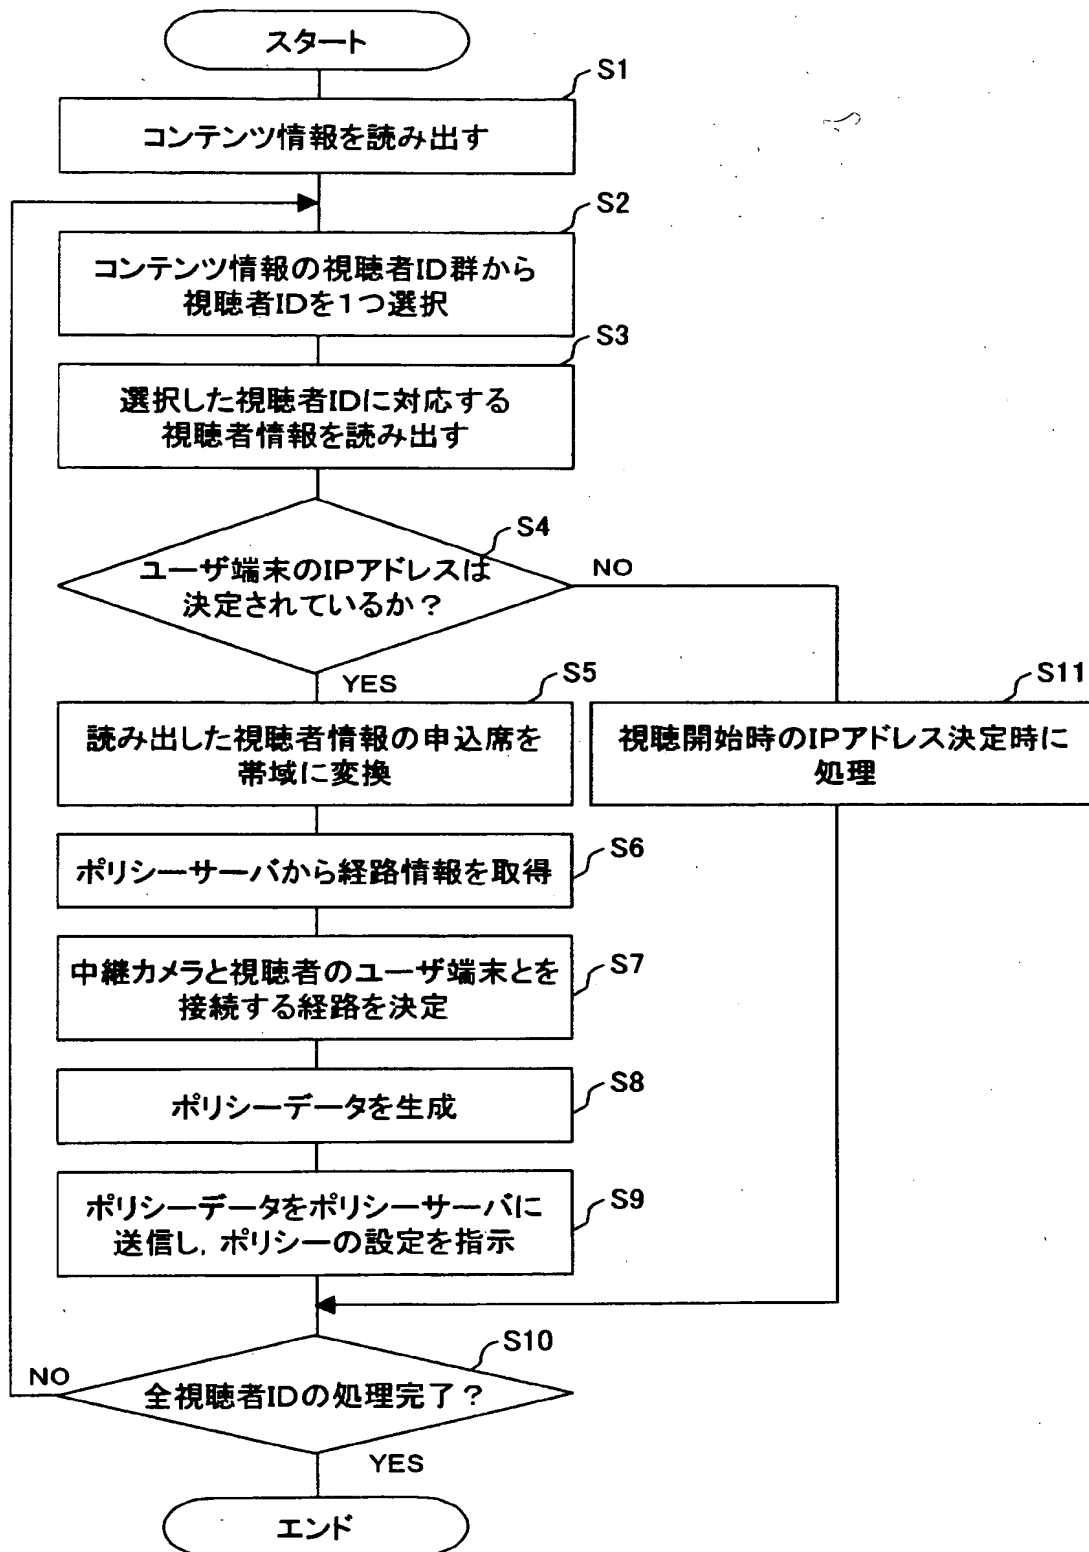 スタート
S1
コンテンツ情報を読み出す
S2
コンテンツ情報の視聴者ID群から
視聴者IDを1つ選択
S3
選択した視聴者IDに対応する
視聴者情報を読み出す
S4
ユーザ端末のIPアドレスは
決定されているか？
NO
YES
S5
読み出した視聴者情報の申込席を
帯域に変換
S11
視聴開始時のIPアドレス決定時に
処理
S6
ポリシーサーバから経路情報を取得
S7
中継カメラと視聴者のユーザ端末とを
接続する経路を決定
S8
ポリシーデータを生成
S9
ポリシーデータをポリシーサーバに
送信し，ポリシーの設定を指示
S10
NO
全視聴者IDの処理完了？
YES
エンド